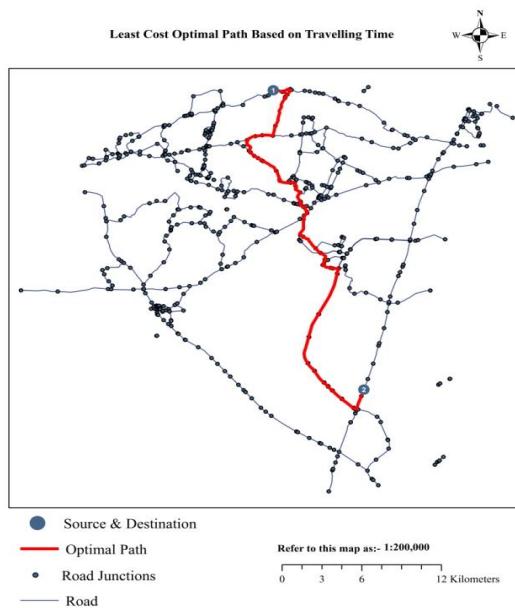 N
Least Cost Optimal Path Based on Travelling Time
W E
S
1
2
Source & Destination
Optimal Path
Refer to this map as:- 1:200,000
Road Junctions
0 3 6 12 Kilometers
Road